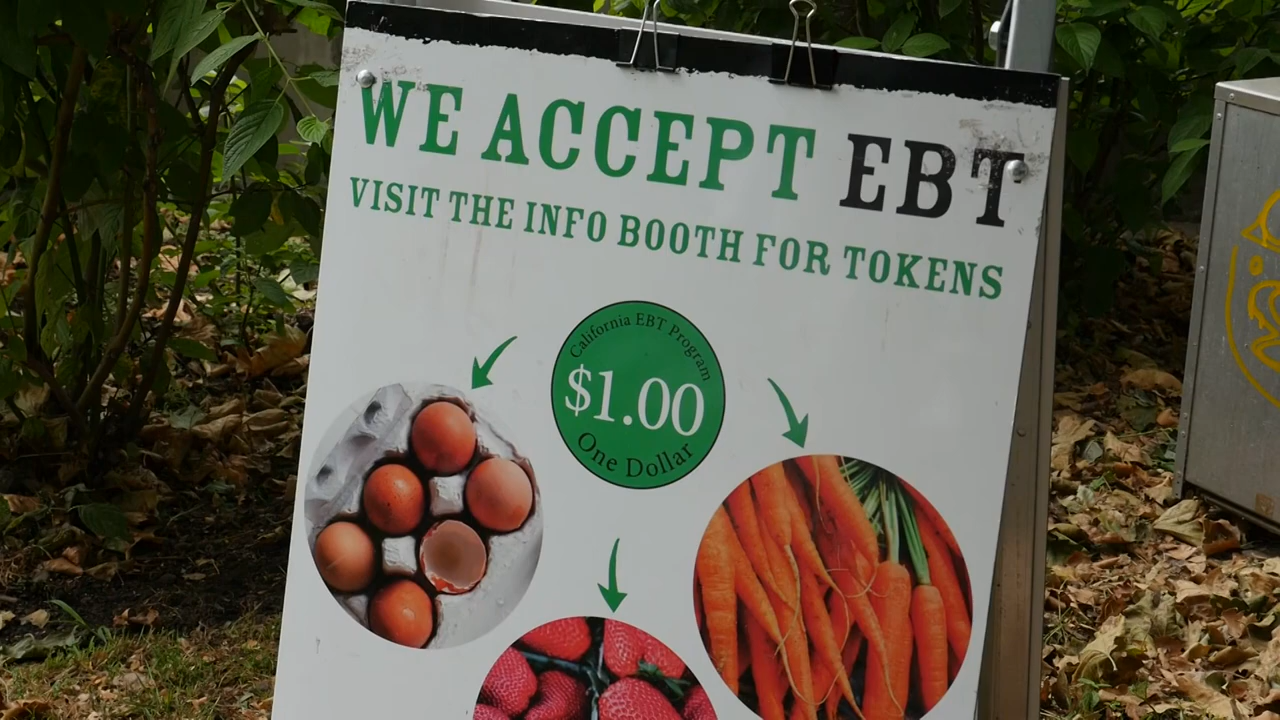 WE ACCEPT EBT
VISIT THE INFO BOOTH FOR TOKENS
California EBT Program
$1.00
One Dollar